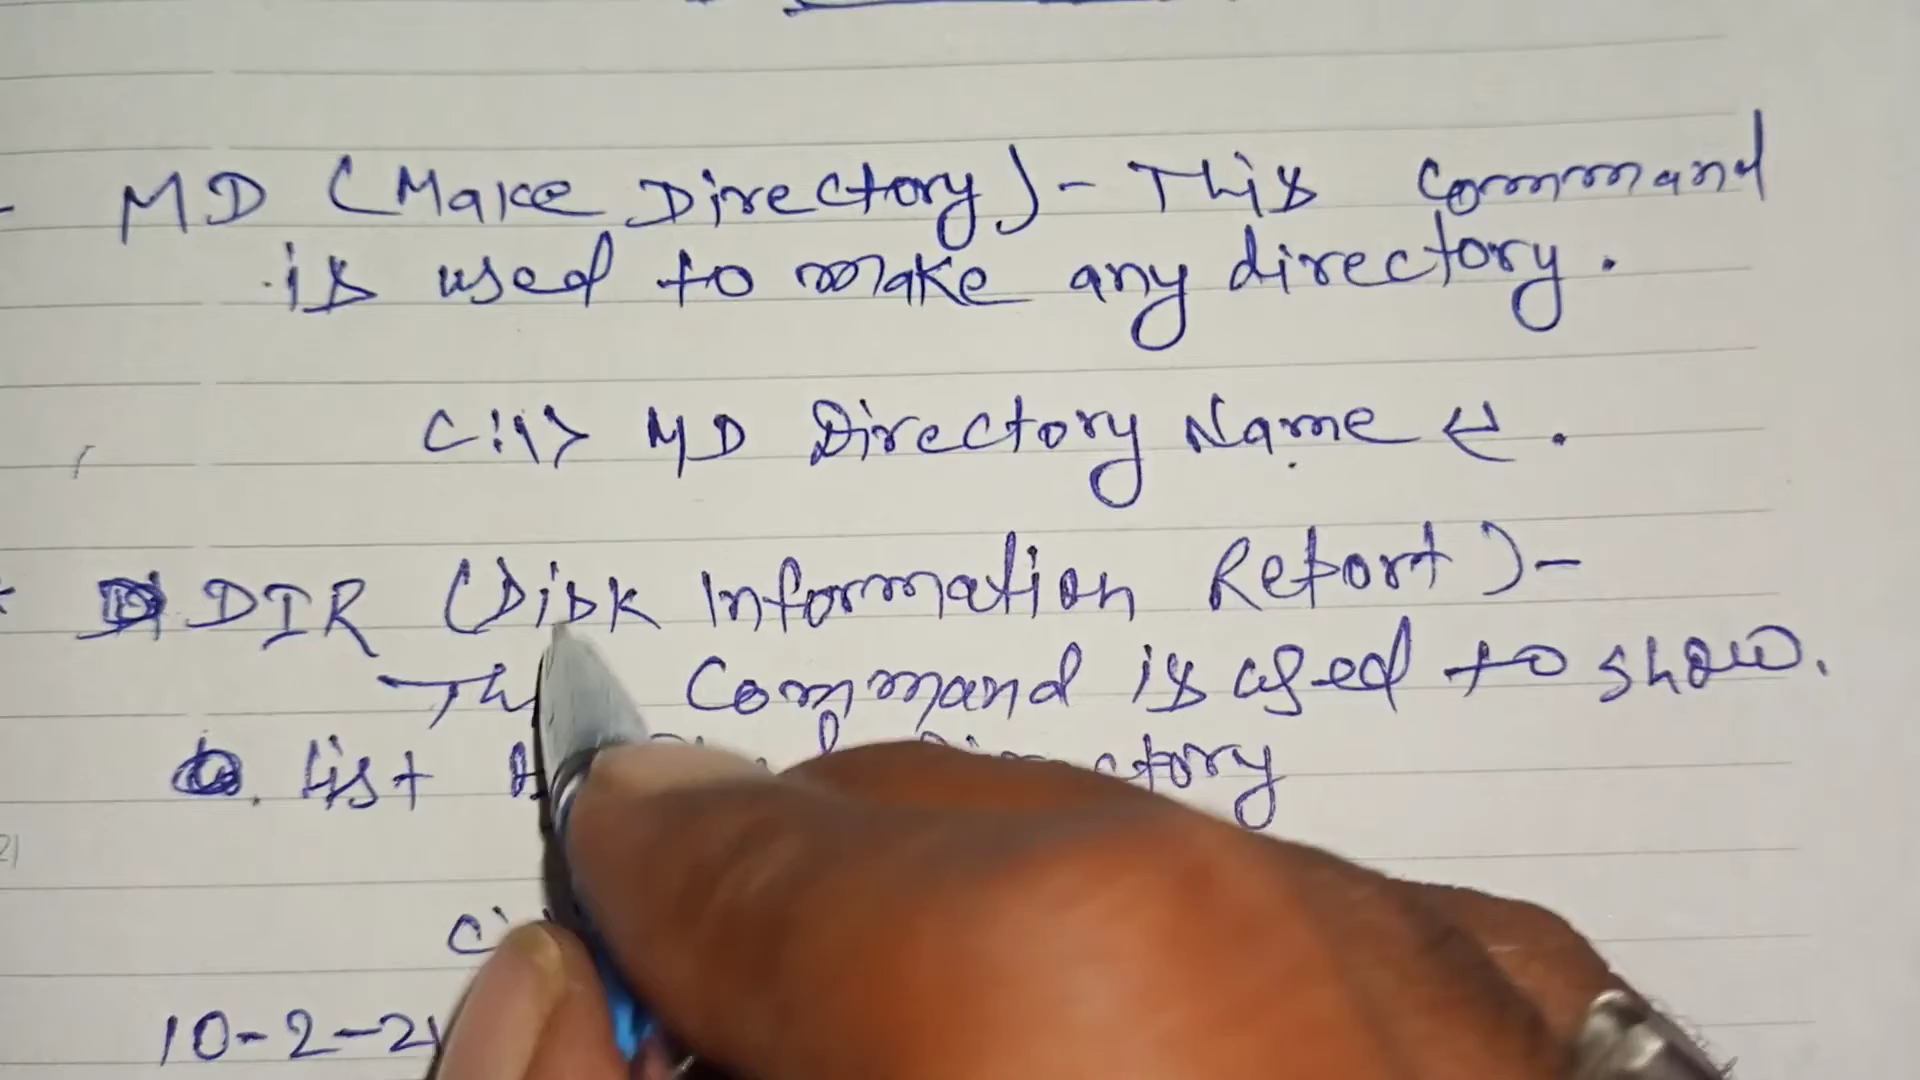 MD (Make Directory) - This Command
is used to make any directory.
C:\> MD Directory Name ↵.
DIR (Disk Information Report) -
Command is used to show.
List
10-2-21